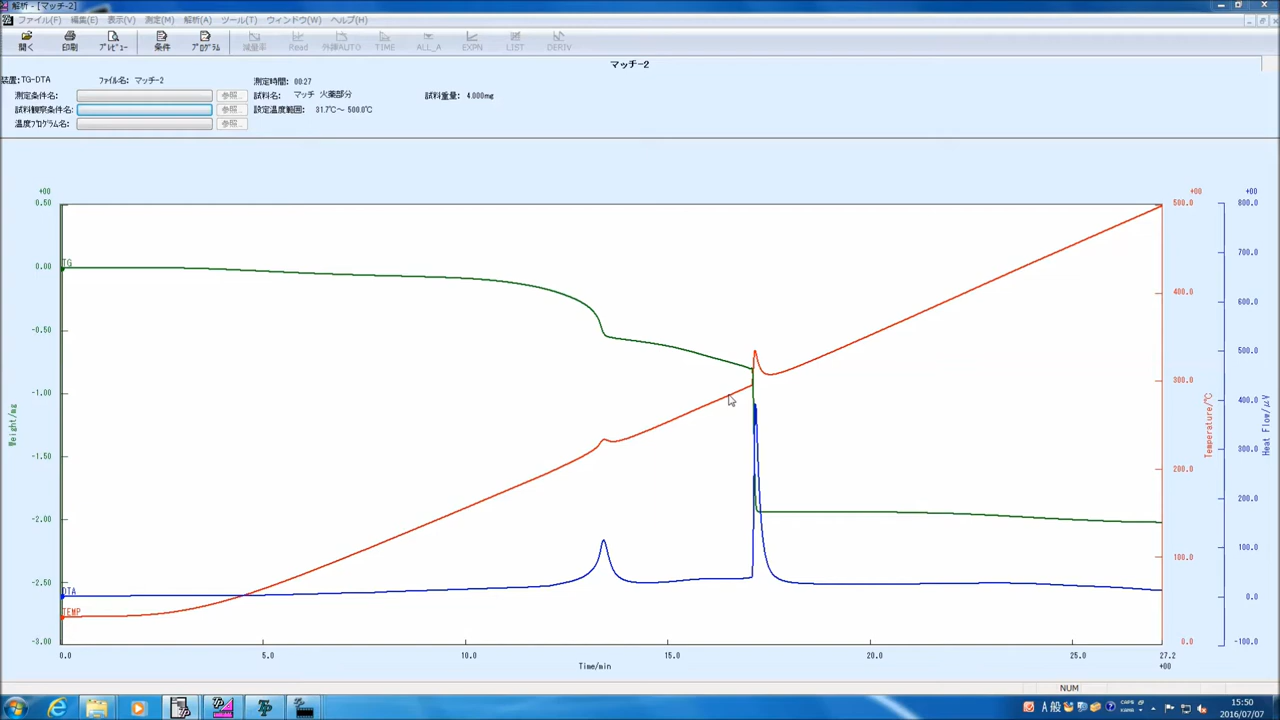 解析 - [マッチ-2]
ファイル(F) 編集(E) 表示(V) 測定(M) 解析(A) ツール(T) ウィンドウ(W) ヘルプ(H)
開く 印刷 プレビュー 条件 プログラム 減量率 Read 外挿AUTO TIME ALL_A EXPN LIST DERIV
マッチ-2
装置:TG-DTA ファイル名: マッチ-2 測定時間: 00:27
測定条件名: 参照... 試料名: マッチ 火薬部分 試料重量: 4.000mg
試料観察条件名: 参照... 設定温度範囲: 31.7℃~ 500.0℃
温度プログラム名: 参照...
+00 +00 +00
0.50 500.0 800.0
700.0
0.00 TG
400.0 600.0
-0.50
500.0
300.0
-1.00 400.0
Weight/mg Temperature/℃ Heat Flow/μV
-1.50 300.0
200.0
200.0
-2.00
100.0 100.0
-2.50 DTA 0.0
TEMP
-3.00 0.0 -100.0
0.0 5.0 10.0 15.0 20.0 25.0 27.2
Time/min +00
NUM
A 般 CAPS KANA
15:50
2016/07/07